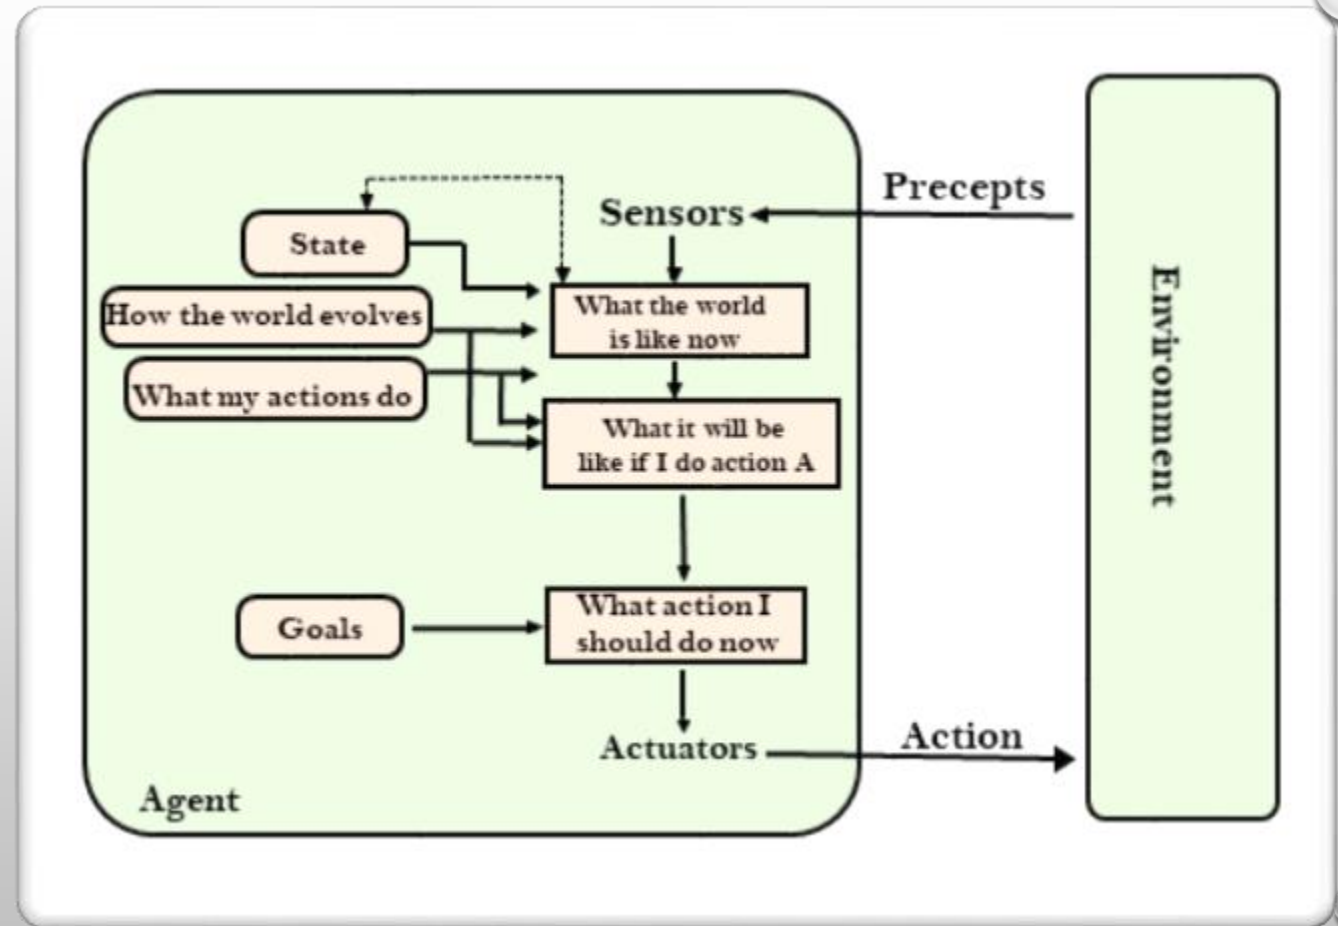 Precepts
Sensors
State
How the world evolves
What the world
is like now
What my actions do
What it will be
like if I do action A
Environment
Goals
What action I
should do now
Actuators
Action
Agent